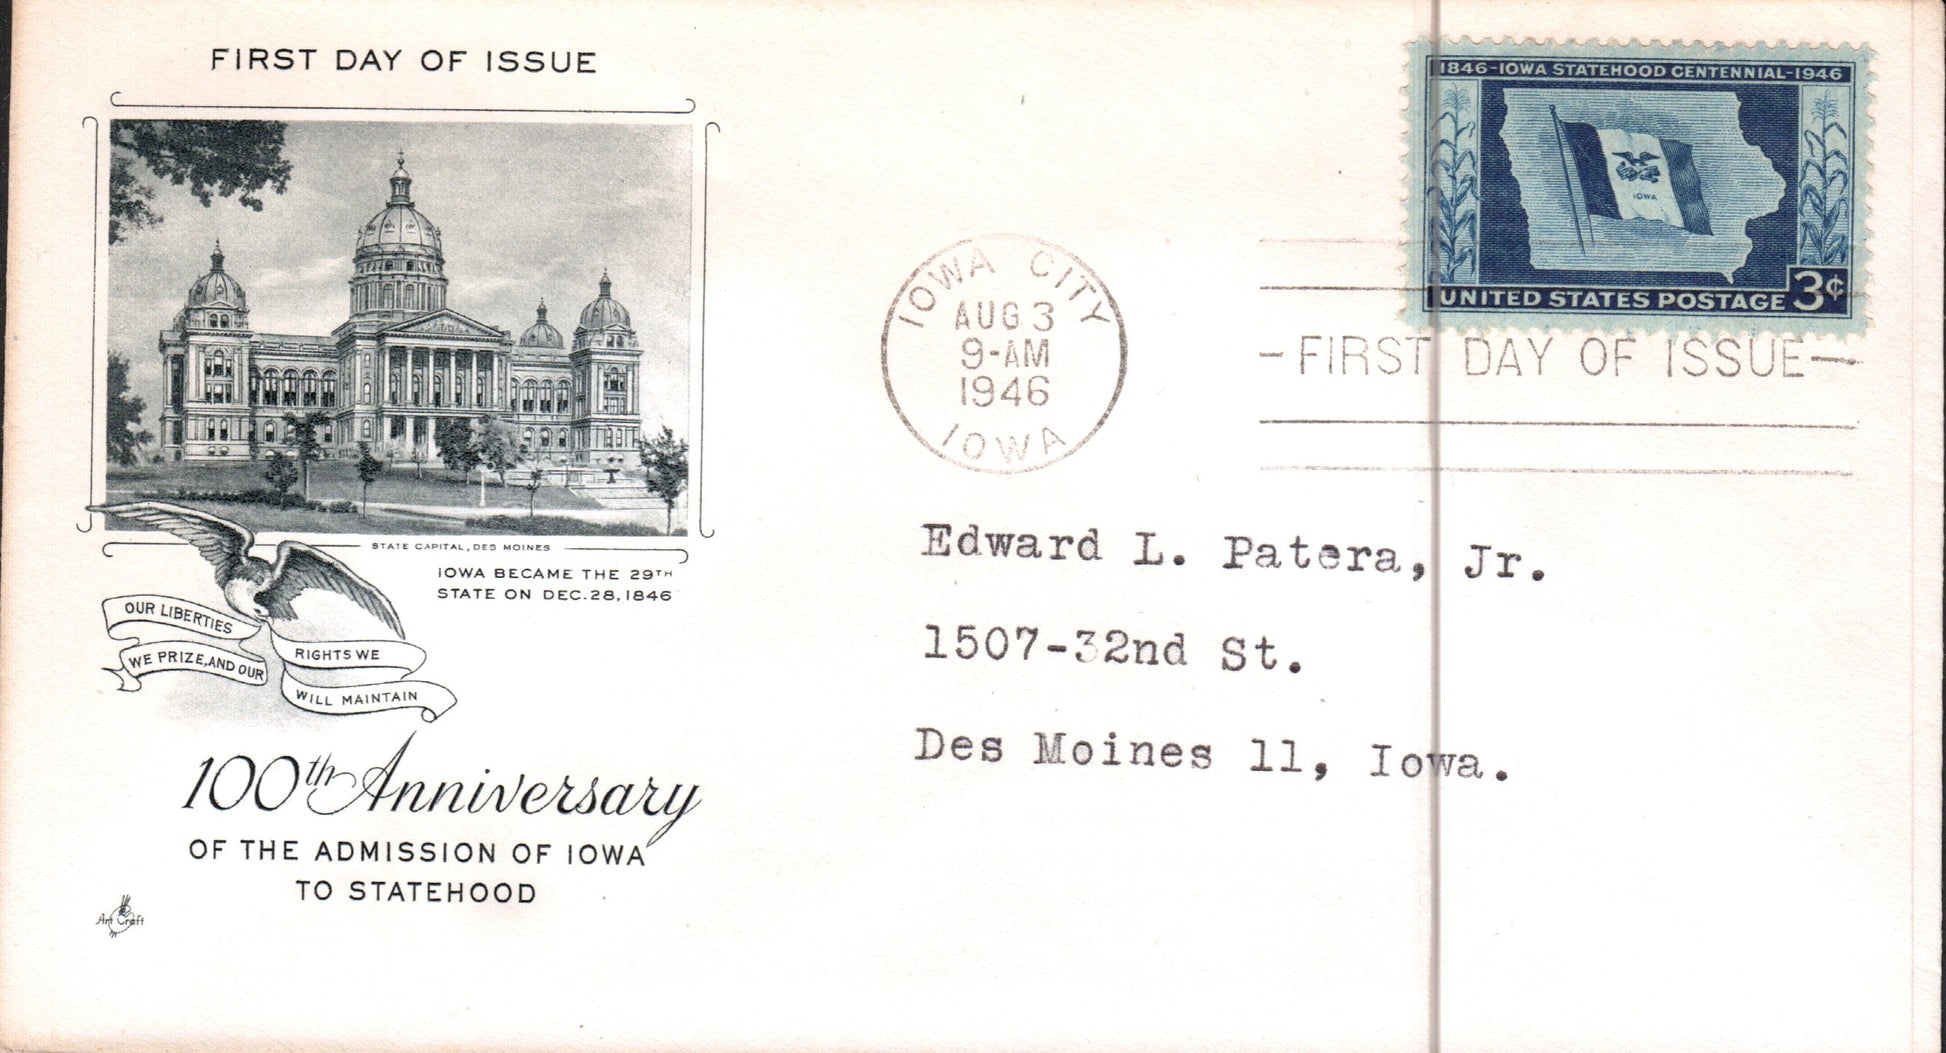 FIRST DAY OF ISSUE
STATE CAPITAL, DES MOINES
IOWA BECAME THE 29TH
STATE ON DEC. 28, 1846
OUR LIBERTIES
WE PRIZE, AND OUR
RIGHTS WE
WILL MAINTAIN
100th Anniversary
OF THE ADMISSION OF IOWA
TO STATEHOOD
Art Craft
IOWA CITY
AUG 3
9-AM
1946
IOWA
1846-IOWA STATEHOOD CENTENNIAL-1946
IOWA
UNITED STATES POSTAGE 3¢
-FIRST DAY OF ISSUE-
Edward L. Patera, Jr.
1507-32nd St.
Des Moines 11, Iowa.